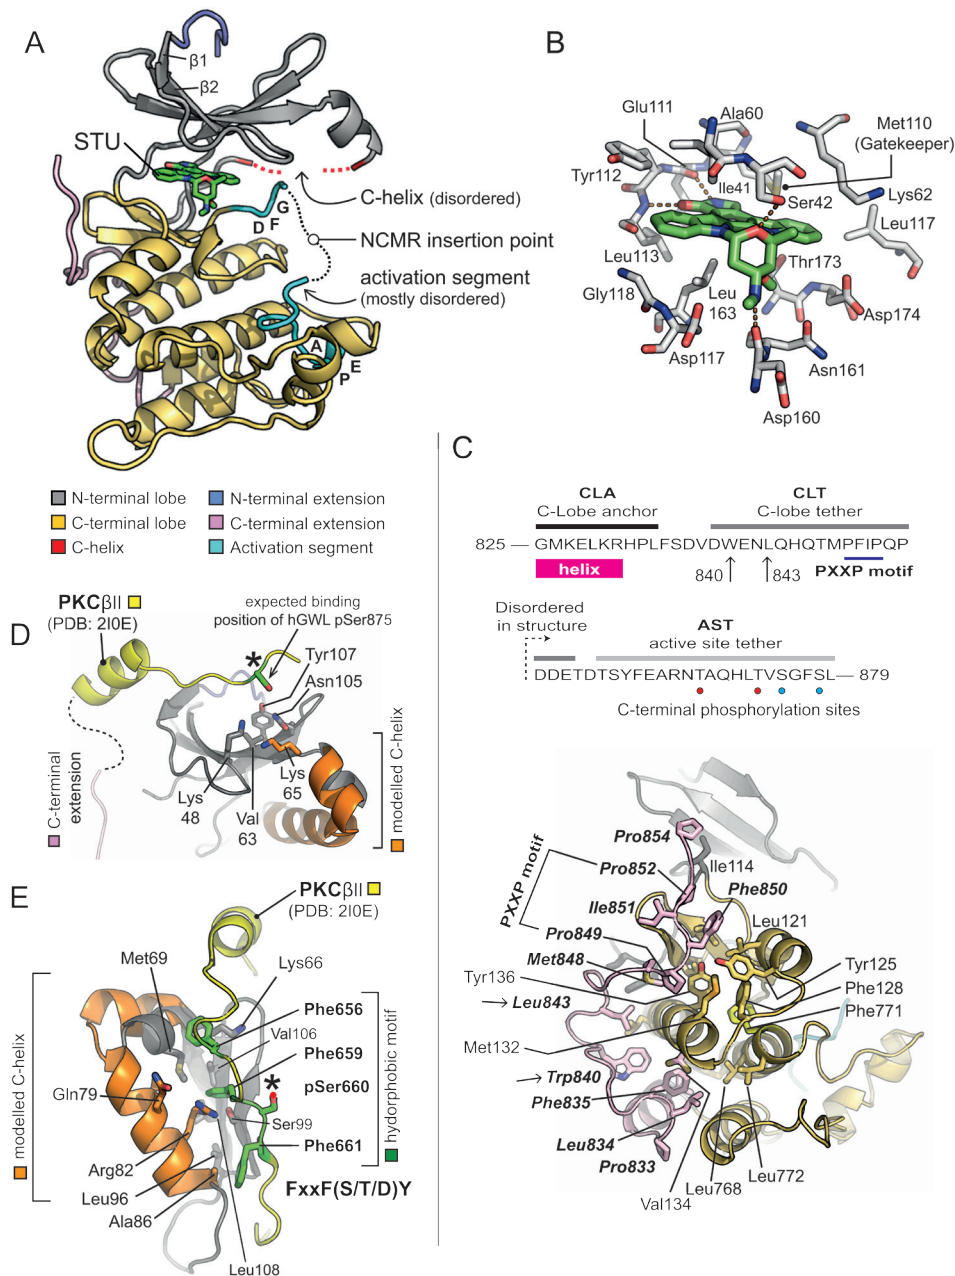 A
β1
β2
STU
C-helix (disordered)
G
D F
NCMR insertion point
activation segment
(mostly disordered)
A
E
P
N-terminal lobe
N-terminal extension
C-terminal lobe
C-terminal extension
C-helix
Activation segment
B
Glu111
Ala60
Met110
(Gatekeeper)
Tyr112
Ile41
Ser42
Lys62
Leu117
Leu113
Thr173
Gly118
Leu
163
Asp174
Asp117
Asn161
Asp160
C
CLA
C-Lobe anchor
CLT
C-lobe tether
825
GMKELKRHPLFSDVDWENLQHQTMPFIPQP
helix
840
843
PXXP motif
Disordered
in structure
AST
active site tether
DDETDTSYFEARNTAQHLTVSGFSL
879
C-terminal phosphorylation sites
Pro854
PXXP motif
Pro852
Ile114
Phe850
Ile851
Leu121
Pro849
Met848
Tyr136
Tyr125
Leu843
Phe128
Phe771
Met132
Trp840
Phe835
Leu834
Pro833
Leu772
Leu768
Val134
D
PKCβII
(PDB: 2I0E)
expected binding
position of hGWL pSer875
*
Tyr107
Asn105
C-terminal
extension
Lys
48
Val
63
Lys
65
modelled C-helix
E
PKCβII
(PDB: 2I0E)
Met69
Lys66
Phe656
Val106
Phe659
pSer660
*
Gln79
Ser99
Phe661
Arg82
Leu96
Ala86
FxxF(S/T/D)Y
Leu108
modelled C-helix
hydorphobic motif